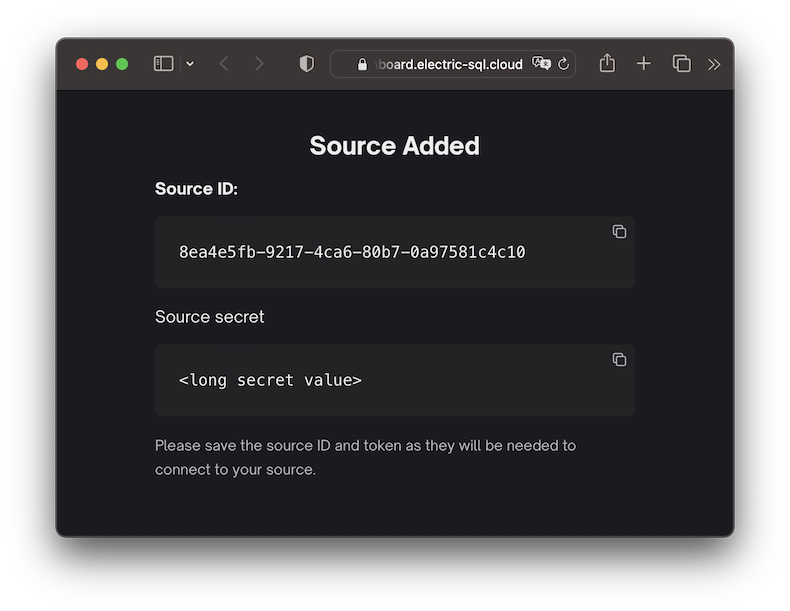 board.electric-sql.cloud
Source Added
Source ID:
8ea4e5fb-9217-4ca6-80b7-0a97581c4c10
Source secret
<long secret value>
Please save the source ID and token as they will be needed to
connect to your source.